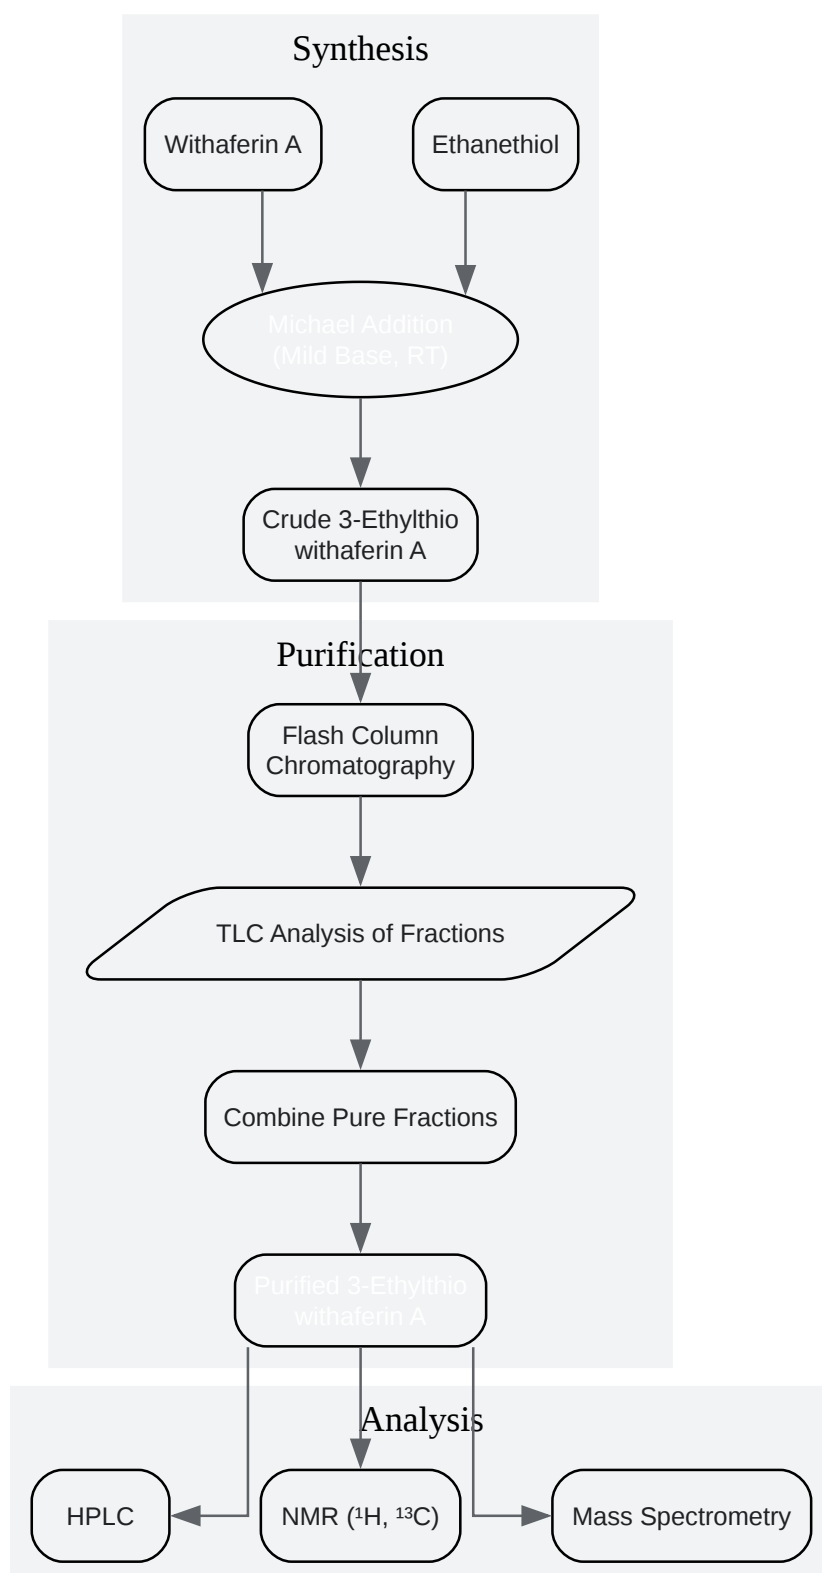 Synthesis
Withaferin A
Ethanethiol
Michael Addition
(Mild Base, RT)
Crude 3-Ethylthio
withaferin A
Purification
Flash Column
Chromatography
TLC Analysis of Fractions
Combine Pure Fractions
Purified 3-Ethylthio
withaferin A
Analysis
HPLC
NMR (¹H, ¹³C)
Mass Spectrometry